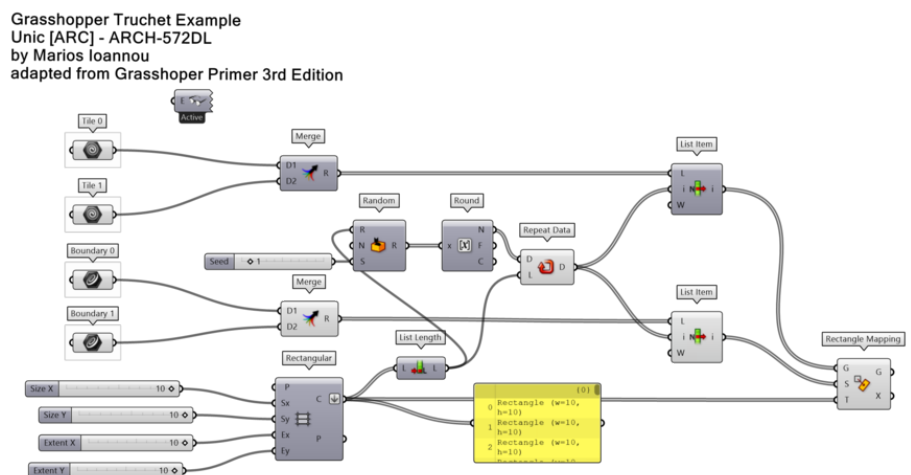 Grasshopper Truchet Example
Unic [ARC] - ARCH-572DL
by Marios Ioannou
adapted from Grasshoper Primer 3rd Edition
E
Active
Tile 0
Merge
D1
D2
R
List Item
L
i
W
i
Tile 1
Random
R
N
S
R
Round
x
N
F
C
Repeat Data
D
L
D
Boundary 0
Seed
1
Merge
D1
D2
R
List Item
L
i
W
i
Boundary 1
List Length
L
L
Rectangle Mapping
G
S
T
G
X
Rectangular
P
Sx
Sy
Ex
Ey
C
P
Size X
10
Size Y
10
Extent X
10
Extent Y
10
{0}
0 Rectangle (w=10,
h=10)
1 Rectangle (w=10,
h=10)
2 Rectangle (w=10,
h=10)